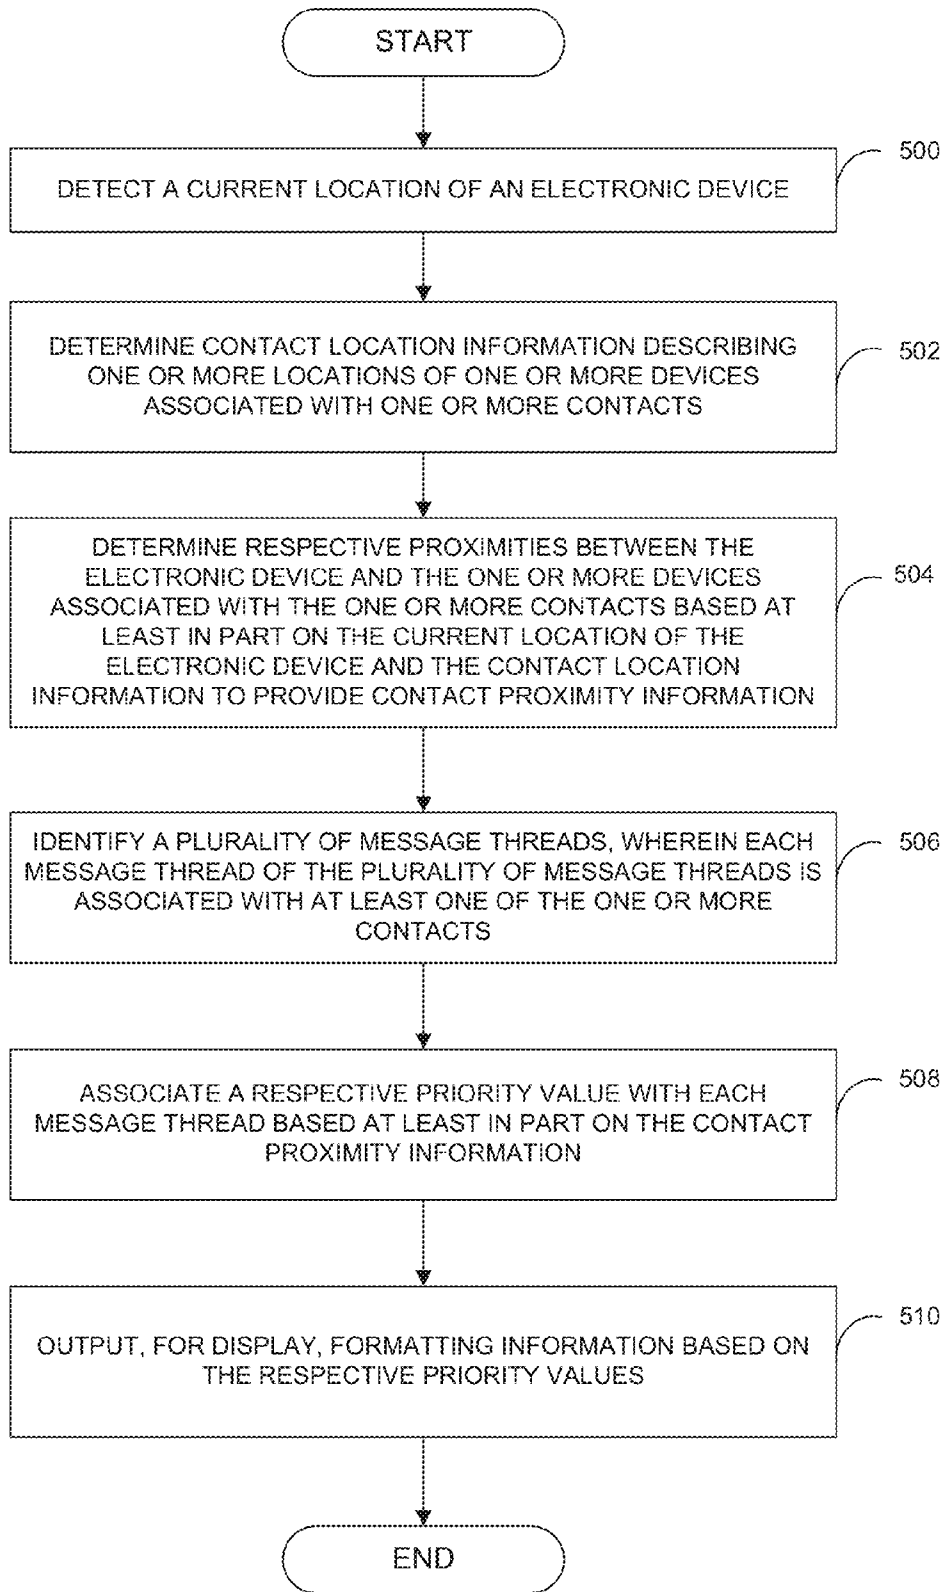 START
500
DETECT A CURRENT LOCATION OF AN ELECTRONIC DEVICE
DETERMINE CONTACT LOCATION INFORMATION DESCRIBING
ONE OR MORE LOCATIONS OF ONE OR MORE DEVICES
ASSOCIATED WITH ONE OR MORE CONTACTS
502
DETERMINE RESPECTIVE PROXIMITIES BETWEEN THE
ELECTRONIC DEVICE AND THE ONE OR MORE DEVICES
ASSOCIATED WITH THE ONE OR MORE CONTACTS BASED AT
LEAST IN PART ON THE CURRENT LOCATION OF THE
ELECTRONIC DEVICE AND THE CONTACT LOCATION
INFORMATION TO PROVIDE CONTACT PROXIMITY INFORMATION
504
IDENTIFY A PLURALITY OF MESSAGE THREADS, WHEREIN EACH
MESSAGE THREAD OF THE PLURALITY OF MESSAGE THREADS IS
ASSOCIATED WITH AT LEAST ONE OF THE ONE OR MORE
CONTACTS
506
ASSOCIATE A RESPECTIVE PRIORITY VALUE WITH EACH
MESSAGE THREAD BASED AT LEAST IN PART ON THE CONTACT
PROXIMITY INFORMATION
508
OUTPUT, FOR DISPLAY, FORMATTING INFORMATION BASED ON
THE RESPECTIVE PRIORITY VALUES
510
END